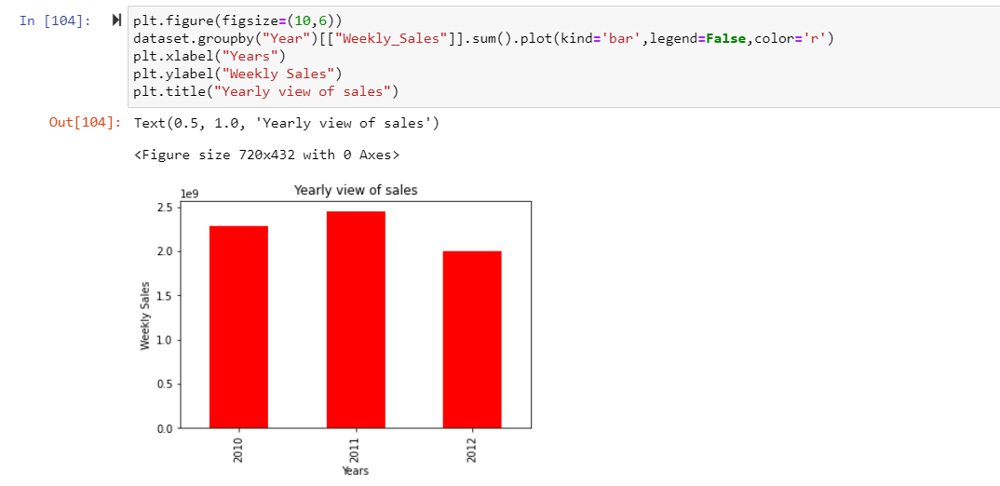 In [104]:
plt.figure(figsize=(10,6))
dataset.groupby("Year")[["Weekly_Sales"]].sum().plot(kind='bar',legend=False,color='r')
plt.xlabel("Years")
plt.ylabel("Weekly Sales")
plt.title("Yearly view of sales")
Out[104]: Text(0.5, 1.0, 'Yearly view of sales')
<Figure size 720x432 with 0 Axes>
Yearly view of sales
1e9
2.5
2.0
1.5
1.0
0.5
0.0
Weekly Sales
2010
2011
2012
Years